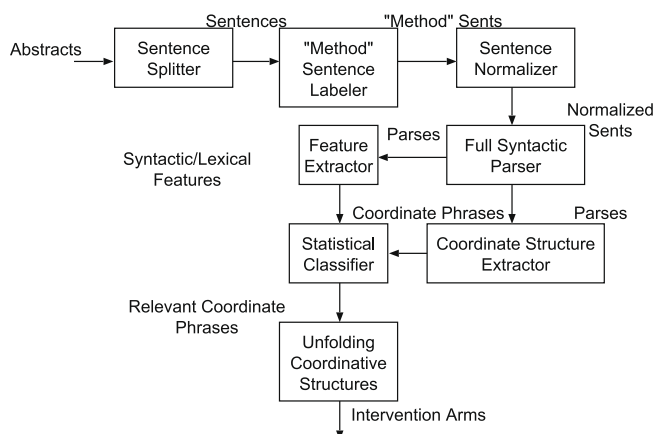 Abstracts
Sentence
Splitter
Sentences
"Method"
Sentence
Labeler
"Method" Sents
Sentence
Normalizer
Normalized
Sents
Full Syntactic
Parser
Parses
Feature
Extractor
Syntactic/Lexical
Features
Coordinate Phrases
Parses
Statistical
Classifier
Coordinate Structure
Extractor
Relevant Coordinate
Phrases
Unfolding
Coordinative
Structures
Intervention Arms